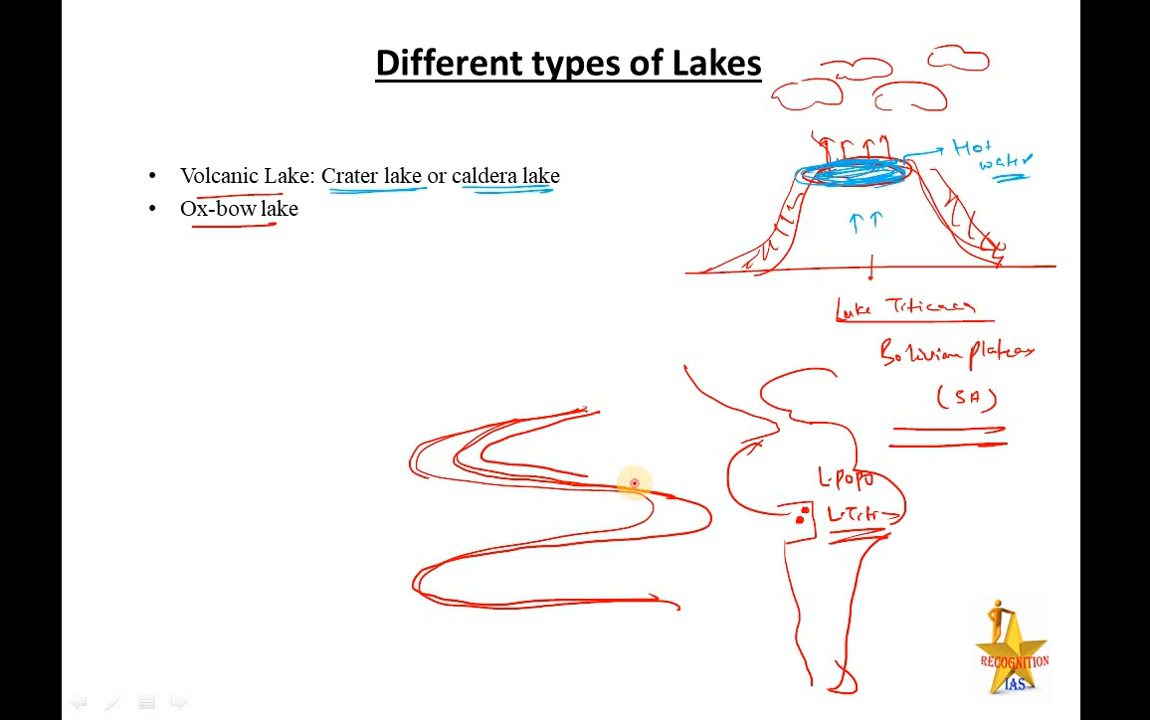 Different types of Lakes
• Volcanic Lake: Crater lake or caldera lake
• Ox-bow lake
Hot
water
Lake Titicaca
Bolivian plateau
(SA)
L.popo
L.Titi
RECOGNITION
IAS